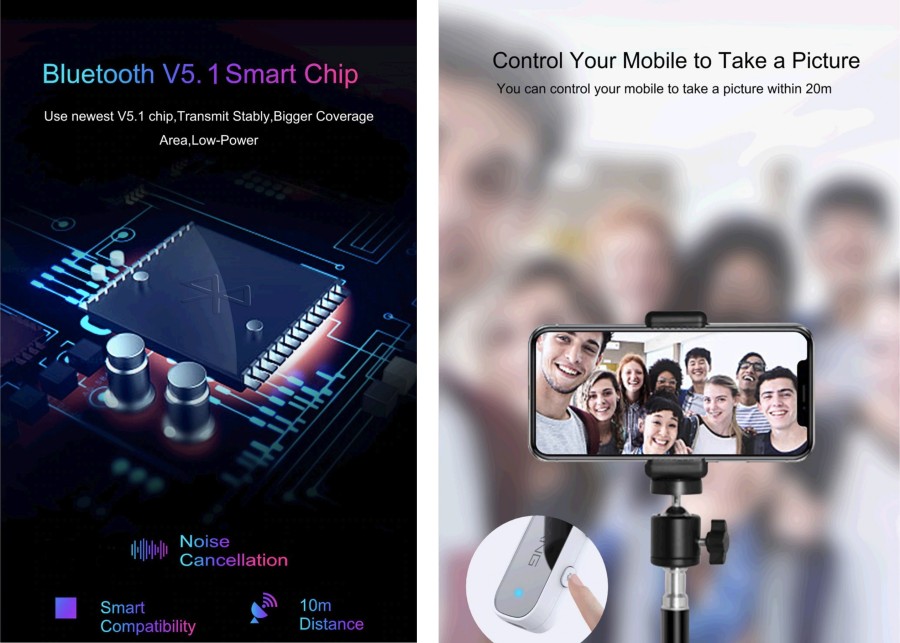 Bluetooth V5.1 Smart Chip
Use newest V5.1 chip,Transmit Stably,Bigger Coverage
Area,Low-Power
Noise
Cancellation
Smart
Compatibility
10m
Distance
Control Your Mobile to Take a Picture
You can control your mobile to take a picture within 20m